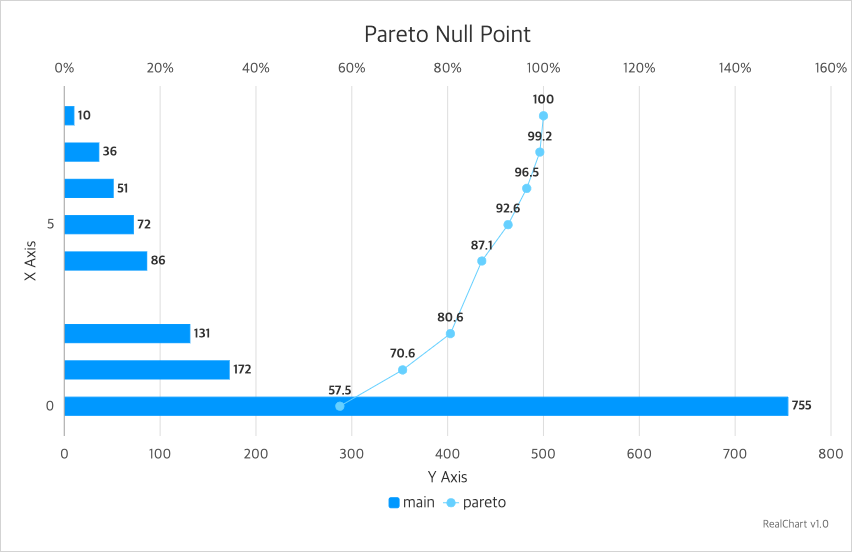 Pareto Null Point
0% 20% 40% 60% 80% 100% 120% 140% 160%
100
10
99.2
36
96.5
51
92.6
5 72
87.1
86
X Axis
80.6
131
70.6
172
57.5
0 755
0 100 200 300 400 500 600 700 800
Y Axis
main pareto
RealChart v1.0